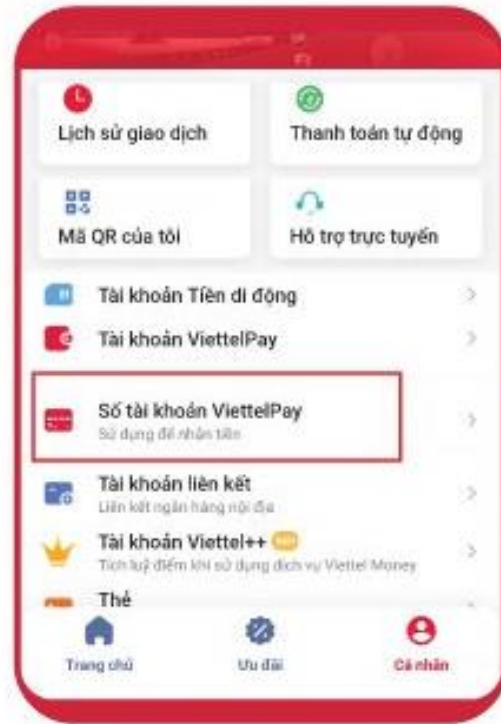 Lịch sử giao dịch
Thanh toán tự động
Mã QR của tôi
Hỗ trợ trực tuyến
Tài khoản Tiền di động
Tài khoản ViettelPay
Số tài khoản ViettelPay
Sử dụng để nhận tiền
Tài khoản liên kết
Liên kết ngân hàng nội địa
Tài khoản Viettel++
Tích luỹ điểm khi sử dụng dịch vụ Viettel Money
Thẻ
Trang chủ
Ưu đãi
Cá nhân